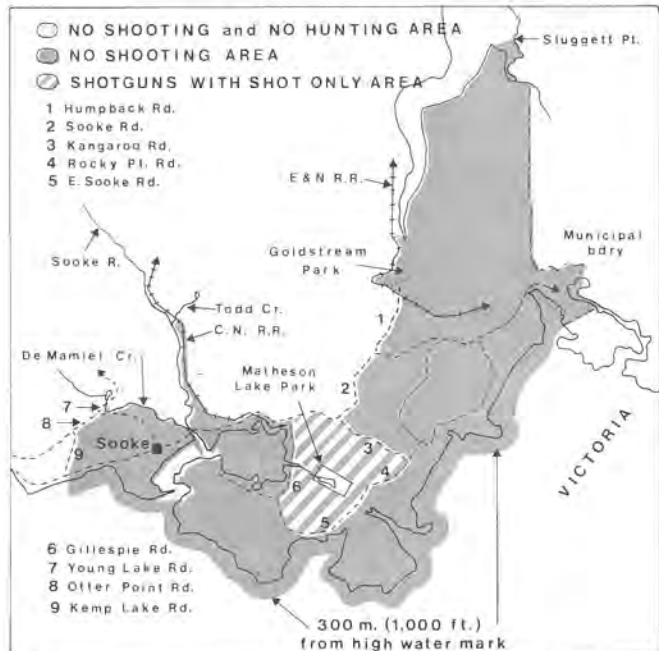 NO SHOOTING and NO HUNTING AREA
NO SHOOTING AREA
SHOTGUNS WITH SHOT ONLY AREA
1 Humpback Rd.
2 Sooke Rd.
3 Kangaroo Rd.
4 Rocky Pt. Rd.
5 E. Sooke Rd.
Sluggett Pt.
E & N R.R.
Sooke R.
Goldstream
Park
Municipal
bdry
Todd Cr.
C.N. R.R.
1
De Mamiel Cr.
Matheson
Lake Park
2
7
8
Sooke
9
3
4
6
5
VICTORIA
6 Gillespie Rd.
7 Young Lake Rd.
8 Otter Point Rd.
9 Kemp Lake Rd.
300 m. (1,000 ft.)
from high water mark